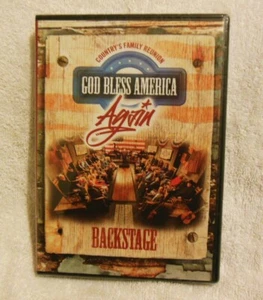 COUNTRY'S FAMILY REUNION
GOD BLESS AMERICA
Again
BACKSTAGE